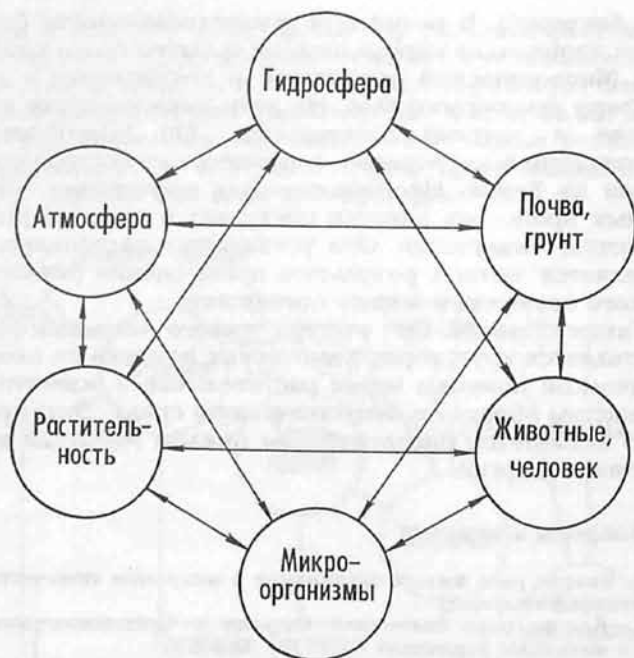 Гидросфера
Атмосфера
Почва,
грунт
Раститель-
ность
Животные,
человек
Микро-
организмы